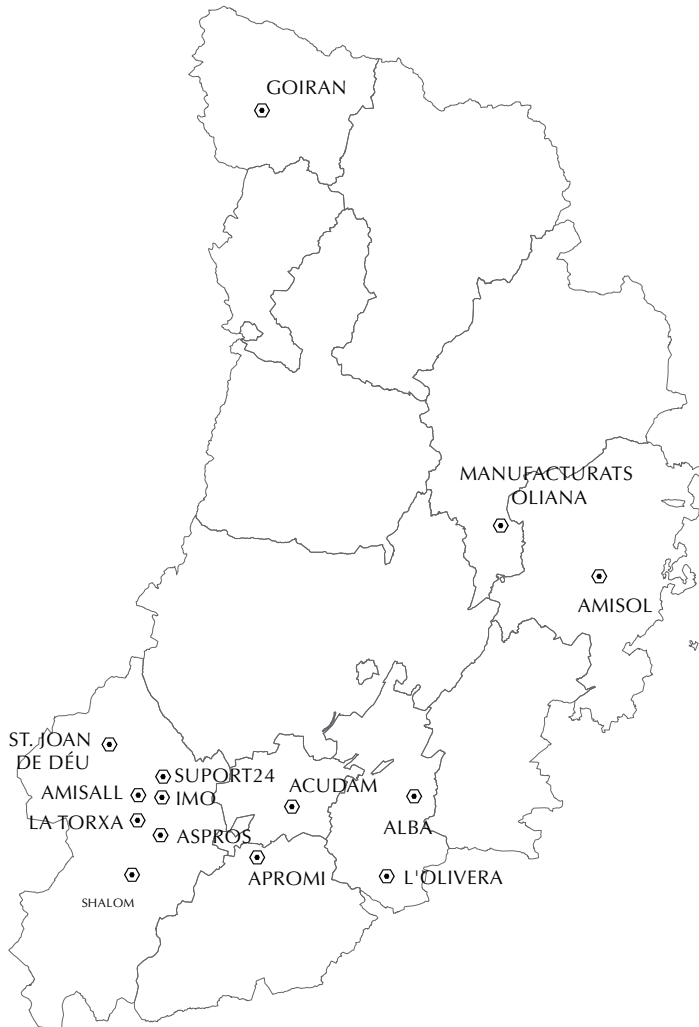 GOIRAN
MANUFACTURATS
OLIANA
AMISOL
ST. JOAN
DE DÉU
SUPORT24
AMISALL
IMO
ACUDAM
LA TORXA
ASPROS
ALBA
APROMI
L'OLIVERA
SHALOM